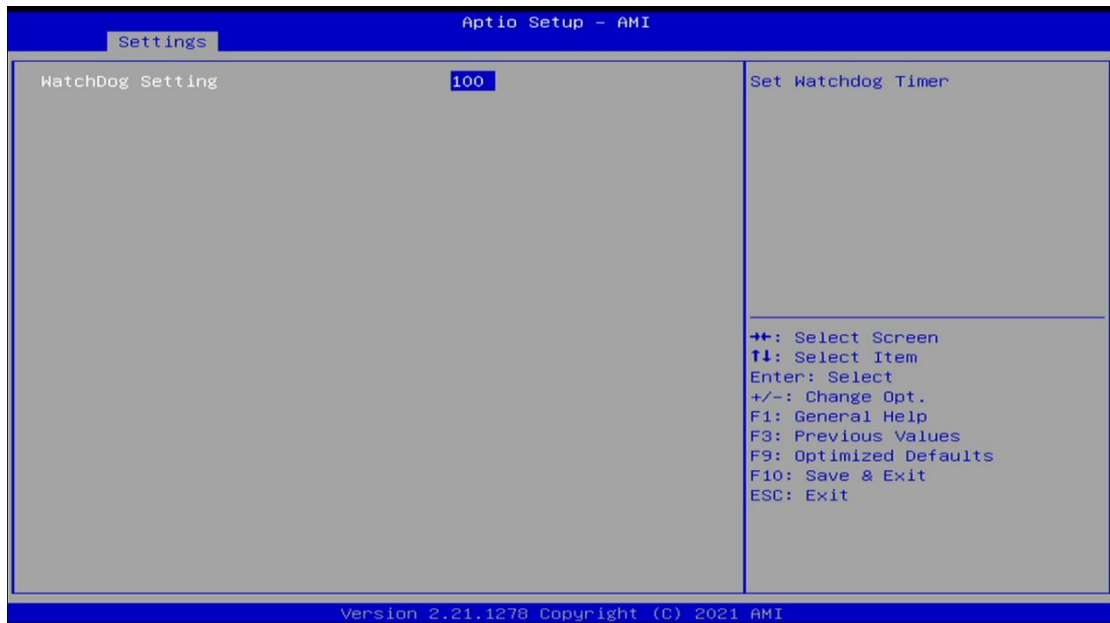 Aptio Setup - AMI
Settings
WatchDog Setting 100
Set Watchdog Timer
→←: Select Screen
↑↓: Select Item
Enter: Select
+/-: Change Opt.
F1: General Help
F3: Previous Values
F9: Optimized Defaults
F10: Save & Exit
ESC: Exit
Version 2.21.1278 Copyright (C) 2021 AMI